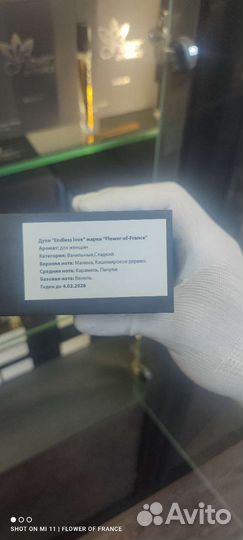 Духи "Endless love" марки "Flower-of-France"
Аромат: для женщин
Категория: Ванильный,Сладкий
Верхняя нота: Малина, Кашемировое дерево.
Средняя нота: Карамель, Пачули.
Базовая нота: Ваниль.
Годен до 4.02.2026
SHOT ON MI 11 | FLOWER OF FRANCE
Avito